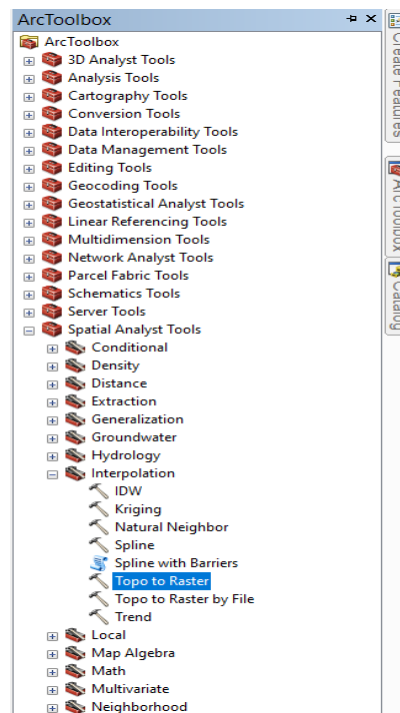 ArcToolbox
ArcToolbox
3D Analyst Tools
Analysis Tools
Cartography Tools
Conversion Tools
Data Interoperability Tools
Data Management Tools
Editing Tools
Geocoding Tools
Geostatistical Analyst Tools
Linear Referencing Tools
Multidimension Tools
Network Analyst Tools
Parcel Fabric Tools
Schematics Tools
Server Tools
Spatial Analyst Tools
Conditional
Density
Distance
Extraction
Generalization
Groundwater
Hydrology
Interpolation
IDW
Kriging
Natural Neighbor
Spline
Spline with Barriers
Topo to Raster
Topo to Raster by File
Trend
Local
Map Algebra
Math
Multivariate
Neighborhood
Create Features
ArcToolbox
Catalog